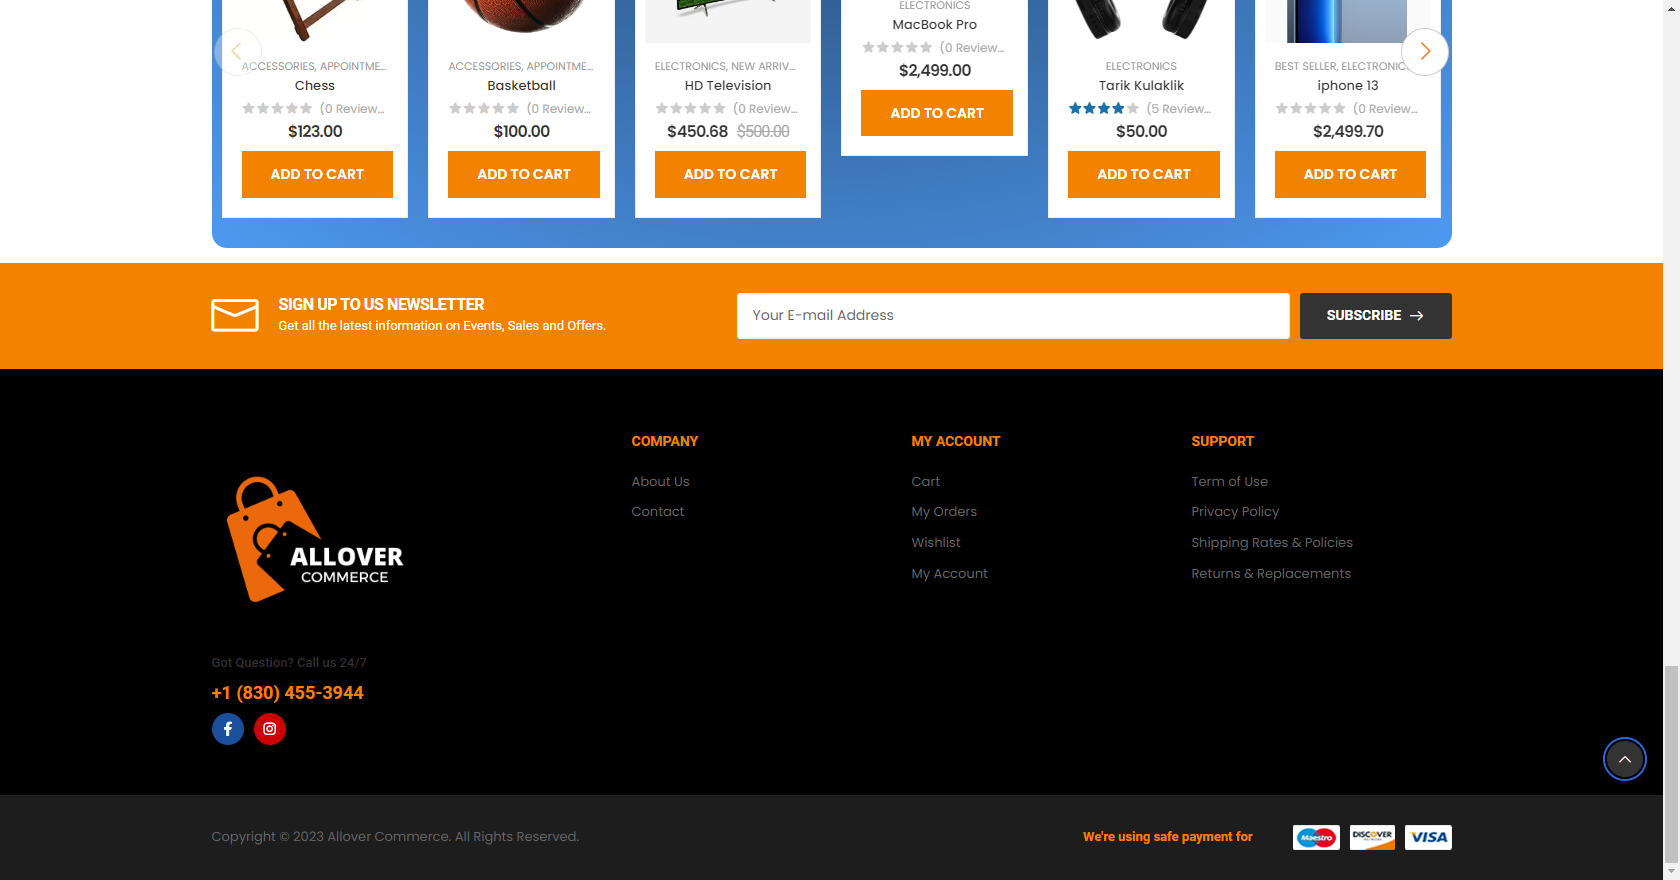 ACCESSORIES, APPOINTME...
Chess
(0 Review...
$123.00
ADD TO CART
ACCESSORIES, APPOINTME...
Basketball
(0 Review...
$100.00
ADD TO CART
ELECTRONICS, NEW ARRIV...
HD Television
(0 Review...
$450.68 $500.00
ADD TO CART
ELECTRONICS
MacBook Pro
(0 Review...
$2,499.00
ADD TO CART
ELECTRONICS
Tarik Kulaklik
(5 Review...
$50.00
ADD TO CART
BEST SELLER, ELECTRONIC
iphone 13
(0 Review...
$2,499.70
ADD TO CART
SIGN UP TO US NEWSLETTER
Get all the latest information on Events, Sales and Offers.
Your E-mail Address
SUBSCRIBE
ALLOVER
COMMERCE
Got Question? Call us 24/7
+1 (830) 455-3944
COMPANY
About Us
Contact
MY ACCOUNT
Cart
My Orders
Wishlist
My Account
SUPPORT
Term of Use
Privacy Policy
Shipping Rates & Policies
Returns & Replacements
Copyright © 2023 Allover Commerce. All Rights Reserved.
We're using safe payment for
Maestro
DISCOVER
VISA